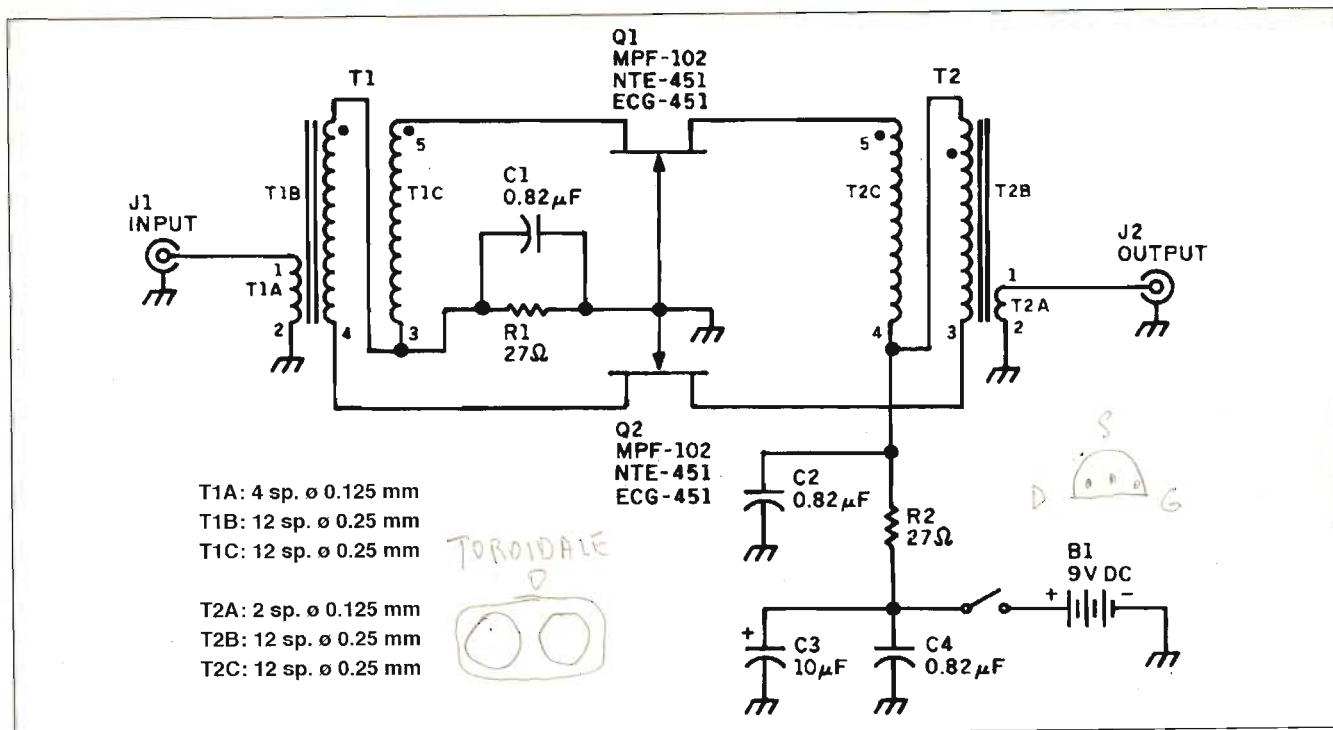 Q1
MPF-102
NTE-451
ECG-451
T1
T2
5
5
C1
0.82µF
T1B
T1C
T2C
T2B
J1
INPUT
J2
OUTPUT
1
T1A
2
4
3
R1
27Ω
4
3
1
T2A
2
Q2
MPF-102
NTE-451
ECG-451
C2
0.82µF
R2
27Ω
S
D
G
B1
9V DC
+
-
+
C3
10µF
C4
0.82µF
T1A: 4 sp. ø 0.125 mm
T1B: 12 sp. ø 0.25 mm
T1C: 12 sp. ø 0.25 mm
TOROIDALE
T2A: 2 sp. ø 0.125 mm
T2B: 12 sp. ø 0.25 mm
T2C: 12 sp. ø 0.25 mm